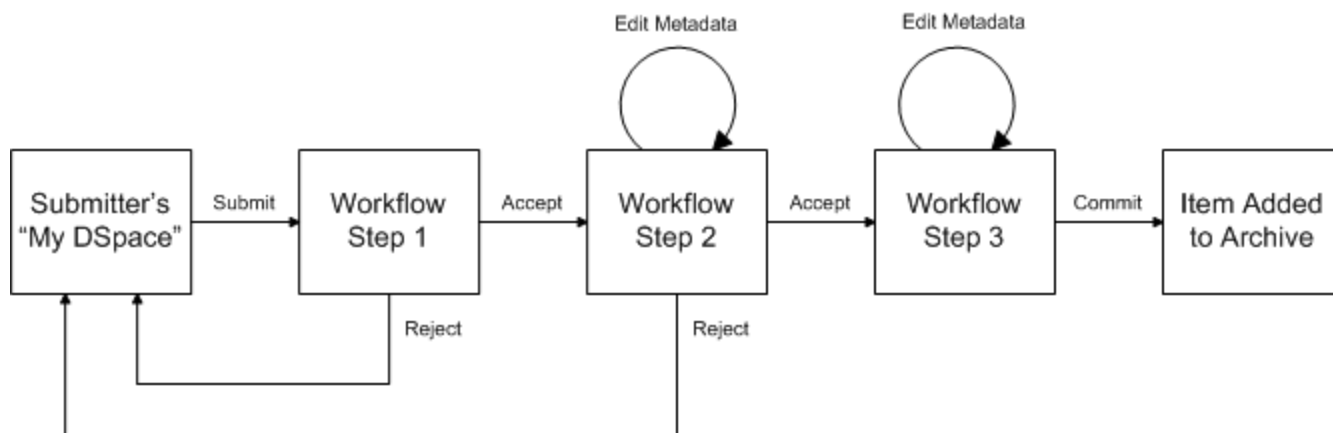 Edit Metadata
Edit Metadata
Submitter's
“My DSpace”
Submit
Workflow
Step 1
Accept
Workflow
Step 2
Accept
Workflow
Step 3
Commit
Item Added
to Archive
Reject
Reject